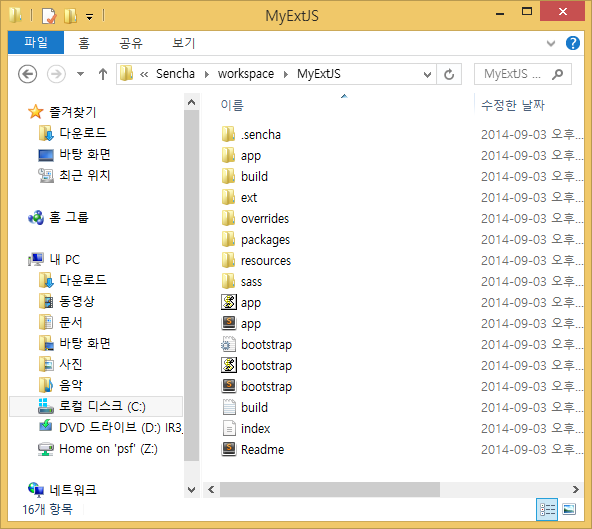 MyExtJS
파일 홈 공유 보기
« Sencha workspace MyExtJS MyExtJS ...
이름 수정한 날짜
즐겨찾기
다운로드
바탕 화면
최근 위치
홈 그룹
내 PC
다운로드
동영상
문서
바탕 화면
사진
음악
로컬 디스크 (C:)
DVD 드라이브 (D:) IR3_
Home on 'psf' (Z:)
네트워크
.sencha 2014-09-03 오후...
app 2014-09-03 오후...
build 2014-09-03 오후...
ext 2014-09-03 오후...
overrides 2014-09-03 오후...
packages 2014-09-03 오후...
resources 2014-09-03 오후...
sass 2014-09-03 오후...
app 2014-09-03 오후...
app 2014-09-03 오후...
bootstrap 2014-09-03 오후...
bootstrap 2014-09-03 오후...
bootstrap 2014-09-03 오후...
build 2014-09-03 오후...
index 2014-09-03 오후...
Readme 2014-09-03 오후...
16개 항목